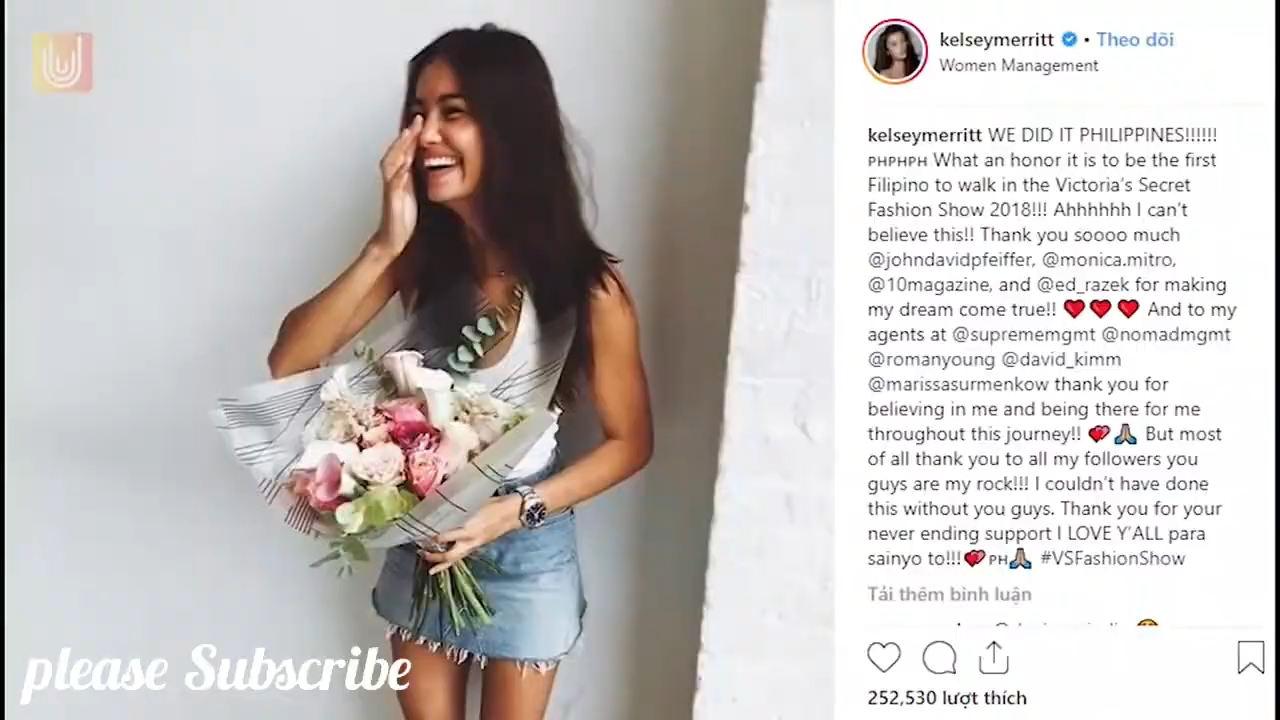 kelseymerritt • Theo dõi
Women Management
kelseymerritt WE DID IT PHILIPPINES!!!!!!
PHPHPH What an honor it is to be the first
Filipino to walk in the Victoria's Secret
Fashion Show 2018!!! Ahhhhhh I can't
believe this!! Thank you soooo much
@johndavidpfeiffer, @monica.mitro,
@10magazine, and @ed_razek for making
my dream come true!! ❤️❤️❤️ And to my
agents at @suprememgmt @nomadmgmt
@romanyoung @david_kimm
@marissasurmenkow thank you for
believing in me and being there for me
throughout this journey!! 💕🙏🏽 But most
of all thank you to all my followers you
guys are my rock!!! I couldn't have done
this without you guys. Thank you for your
never ending support I LOVE Y'ALL para
sainyo to!!!💕PH🙏🏽 #VSFashionShow
Tải thêm bình luận
252,530 lượt thích
please Subscribe